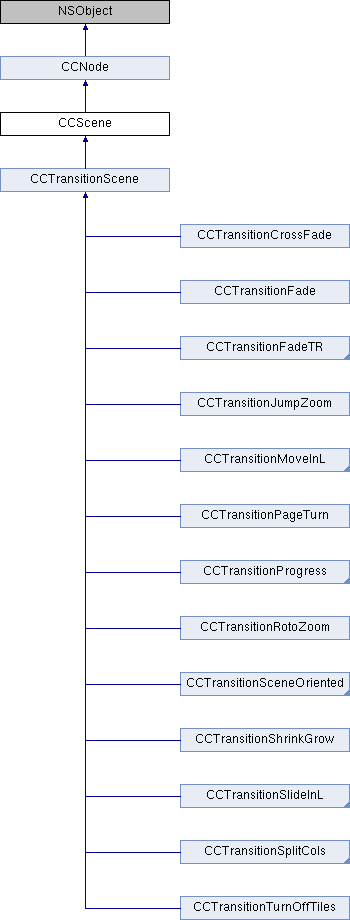 NSObject
CCNode
CCScene
CCTransitionScene
CCTransitionCrossFade
CCTransitionFade
CCTransitionFadeTR
CCTransitionJumpZoom
CCTransitionMoveInL
CCTransitionPageTurn
CCTransitionProgress
CCTransitionRotoZoom
CCTransitionSceneOriented
CCTransitionShrinkGrow
CCTransitionSlideInL
CCTransitionSplitCols
CCTransitionTurnOffTiles